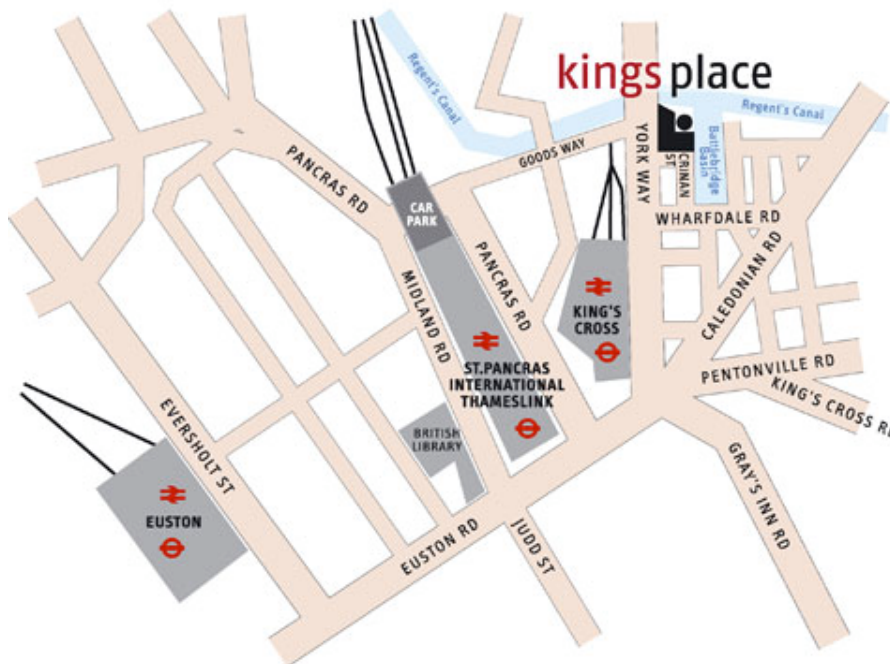 kings place
Regent's Canal
Regent's Canal
Battlebridge
Basin
YORK WAY
CRINAN
ST
GOODS WAY
PANCRAS RD
CAR
PARK
WHARFDALE RD
MIDLAND RD
PANCRAS RD
CALEDONIAN RD
KING'S
CROSS
ST.PANCRAS
INTERNATIONAL
THAMESLINK
PENTONVILLE RD
KING'S CROSS R
EVERSHOLT ST
BRITISH
LIBRARY
GRAY'S INN RD
EUSTON
EUSTON RD
JUDD ST